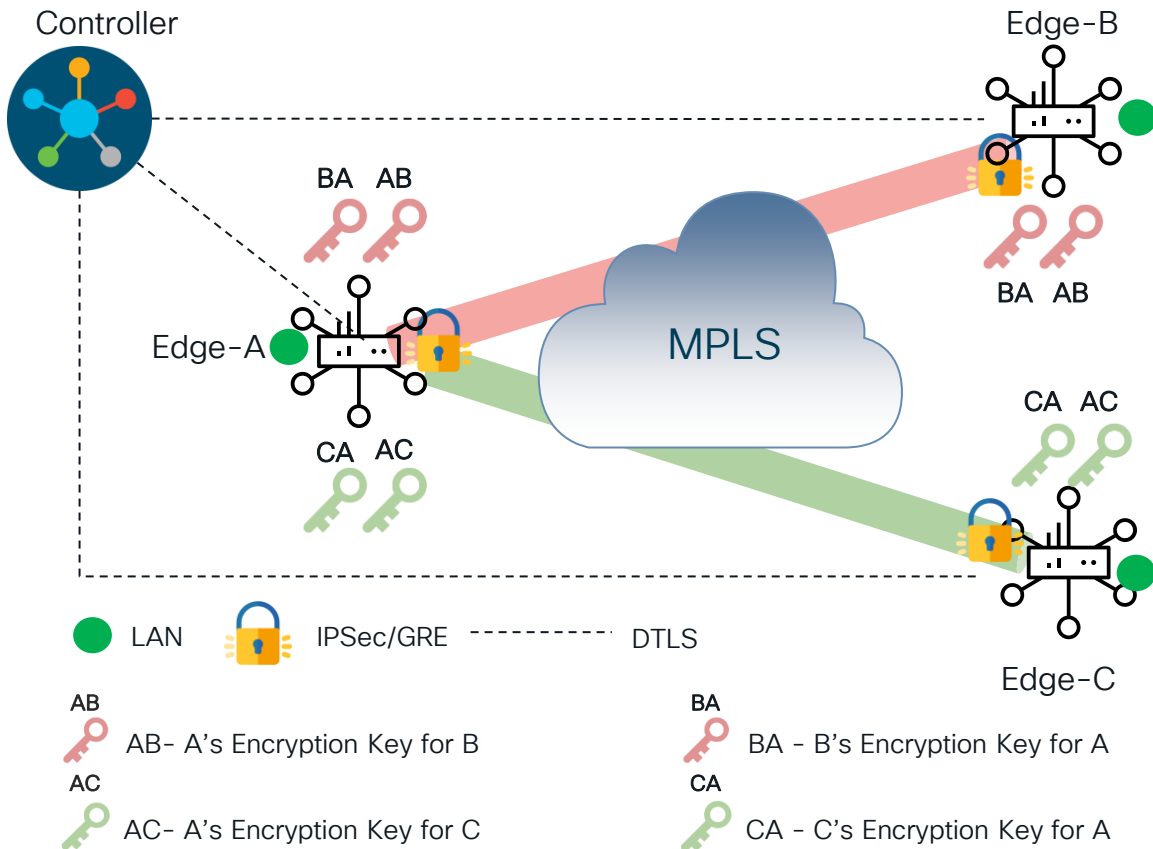 Controller
Edge-B
BA AB
BA AB
Edge-A
MPLS
CA AC
CA AC
LAN
IPSec/GRE
DTLS
Edge-C
AB
AB- A's Encryption Key for B
BA
BA - B's Encryption Key for A
AC
AC- A's Encryption Key for C
CA
CA - C's Encryption Key for A